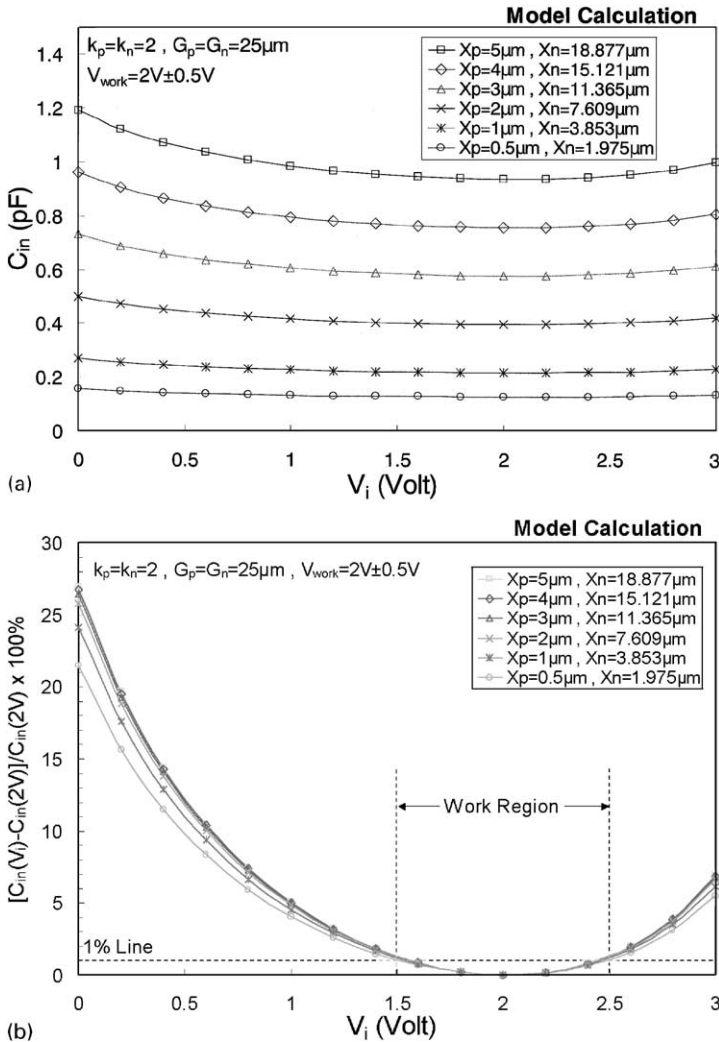 Model Calculation
kp=kn=2 , Gp=Gn=25μm
Vwork=2V±0.5V
Xp=5μm , Xn=18.877μm
Xp=4μm , Xn=15.121μm
Xp=3μm , Xn=11.365μm
Xp=2μm , Xn=7.609μm
Xp=1μm , Xn=3.853μm
Xp=0.5μm , Xn=1.975μm
Cin (pF)
1.4
1.2
1
0.8
0.6
0.4
0.2
0
0 0.5 1 1.5 2 2.5 3
Vi (Volt)
(a)
Model Calculation
kp=kn=2 , Gp=Gn=25μm , Vwork=2V±0.5V
Xp=5μm , Xn=18.877μm
Xp=4μm , Xn=15.121μm
Xp=3μm , Xn=11.365μm
Xp=2μm , Xn=7.609μm
Xp=1μm , Xn=3.853μm
Xp=0.5μm , Xn=1.975μm
[Cin(Vi)-Cin(2V)]/Cin(2V) x 100%
30
25
20
15
10
5
0
Work Region
1% Line
0 0.5 1 1.5 2 2.5 3
Vi (Volt)
(b)